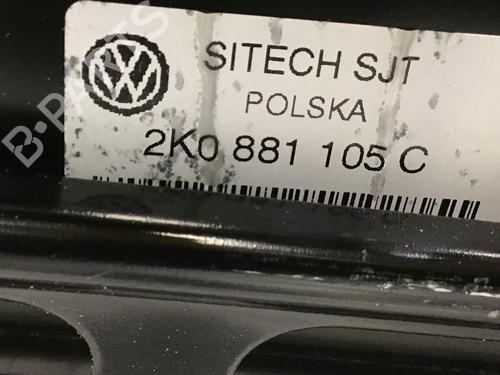 SITECH SJT
POLSKA
2K0 881 105 C
B-PARTS